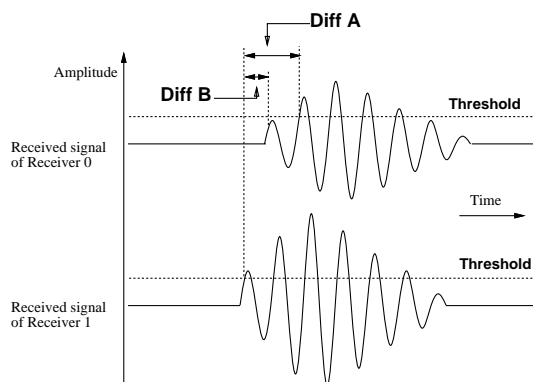 Diff A
Amplitude
Diff B
Threshold
Received signal
of Receiver 0
Time
Threshold
Received signal
of Receiver 1